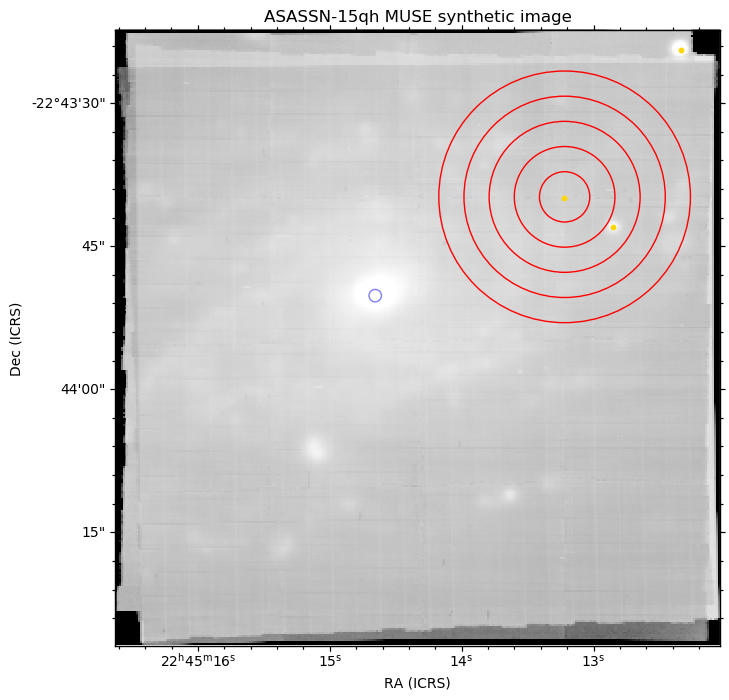 ASASSN-15qh MUSE synthetic image
-22°43'30"
45"
44'00"
15"
Dec (ICRS)
22ʰ45ᵐ16ˢ
15ˢ
14ˢ
13ˢ
RA (ICRS)